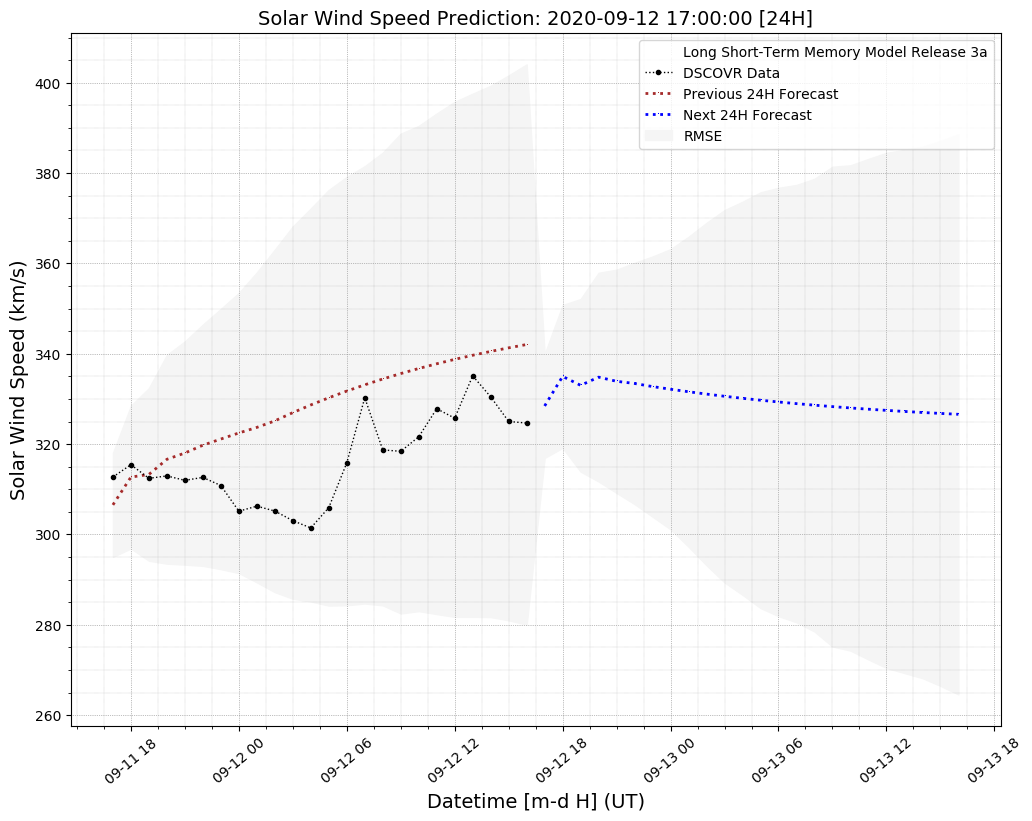 Solar Wind Speed Prediction: 2020-09-12 17:00:00 [24H]
Long Short-Term Memory Model Release 3a
DSCOVR Data
Previous 24H Forecast
Next 24H Forecast
RMSE
Solar Wind Speed (km/s)
400
380
360
340
320
300
280
260
09-11 18
09-12 00
09-12 06
09-12 12
09-12 18
09-13 00
09-13 06
09-13 12
09-13 18
Datetime [m-d H] (UT)